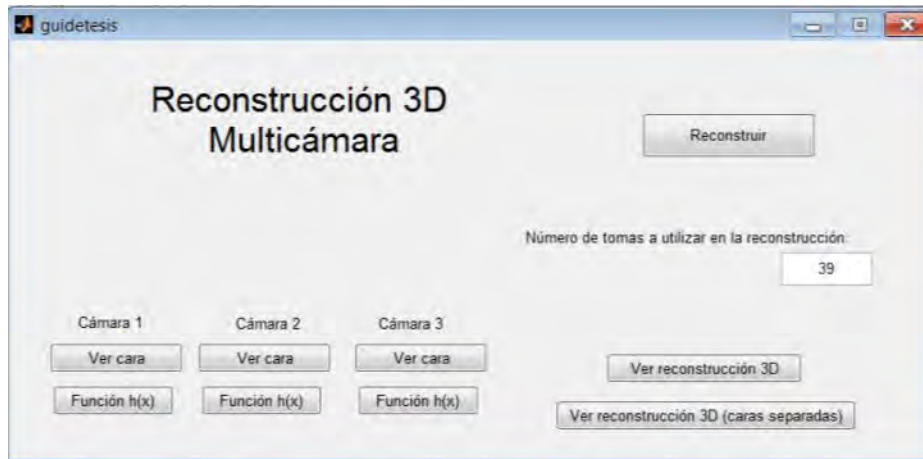 guidetesis
Reconstrucción 3D
Multicámara
Reconstruir
Número de tomas a utilizar en la reconstrucción:
39
Cámara 1 Cámara 2 Cámara 3
Ver cara Ver cara Ver cara
Función h(x) Función h(x) Función h(x)
Ver reconstrucción 3D
Ver reconstrucción 3D (caras separadas)